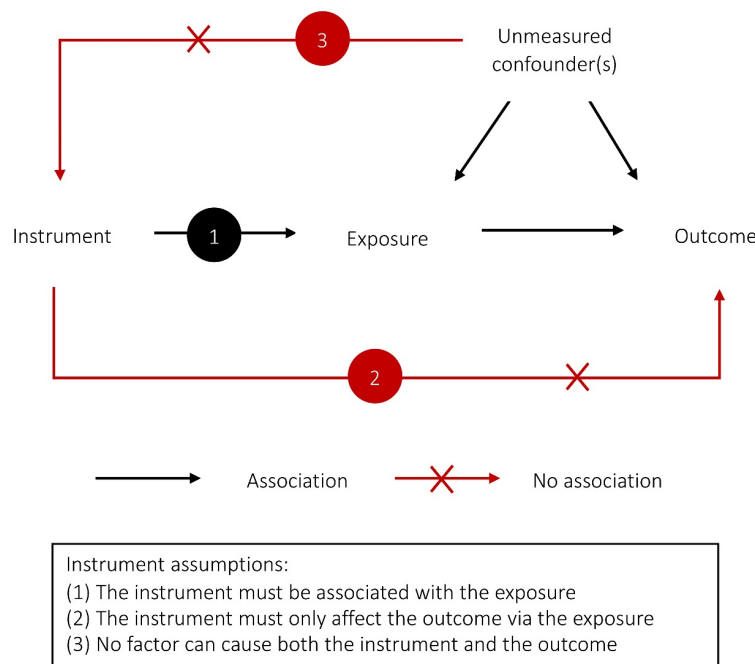 3
Unmeasured
confounder(s)
Instrument
1
Exposure
Outcome
2
Association
No association
Instrument assumptions:
(1) The instrument must be associated with the exposure
(2) The instrument must only affect the outcome via the exposure
(3) No factor can cause both the instrument and the outcome